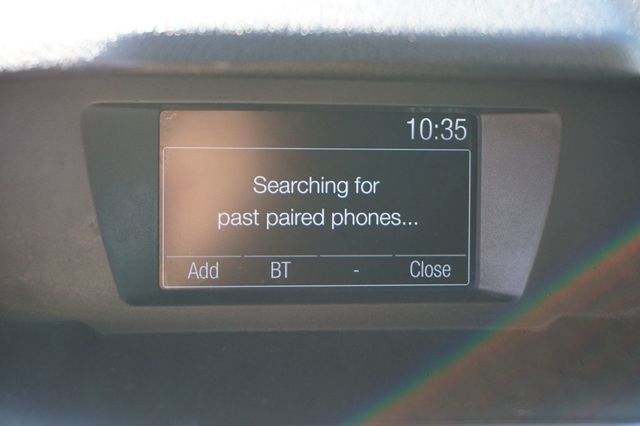 10:35
Searching for
past paired phones...
Add BT - Close